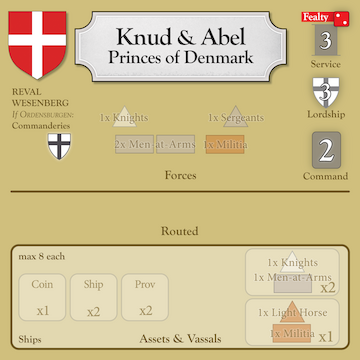 Fealty
Knud & Abel
Princes of Denmark
3
Service
REVAL
WESENBERG
If ORDENSBURGEN:
Commanderies
3
Lordship
1x Knights
1x Sergeants
2x Men-at-Arms
1x Militia
2
Command
Forces
Routed
max 8 each
Coin
x1
Ship
x2
Prov
x2
1x Knights
1x Men-at-Arms
x2
1x Light Horse
1x Militia
x1
Ships
Assets & Vassals